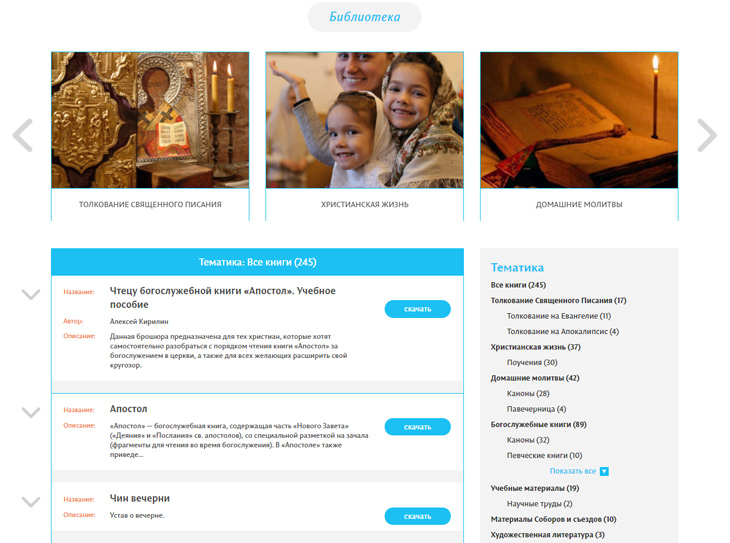 Библиотека
ТОЛКОВАНИЕ СВЯЩЕННОГО ПИСАНИЯ
ХРИСТИАНСКАЯ ЖИЗНЬ
ДОМАШНИЕ МОЛИТВЫ
Тематика: Все книги (245)
Название:
Чтецу богослужебной книги «Апостол». Учебное
пособие
скачать
Автор:
Алексей Кирилин
Описание:
Данная брошюра предназначена для тех христиан, которые хотят
самостоятельно разобраться с порядком чтения книги «Апостол» за
богослужением в церкви, а также для всех желающих расширить свой
кругозор.
Название:
Апостол
скачать
Описание:
«Апостол» — богослужебная книга, содержащая часть «Нового Завета»
(«Деяния» и «Послания» св. апостолов), со специальной разметкой на зачала
(фрагменты для чтения во время богослужения). В «Апостоле» также
приведе...
Название:
Чин вечерни
Описание:
Устав о вечерне.
скачать
Тематика
Все книги (245)
Толкование Священного Писания (17)
Толкование на Евангелие (11)
Толкование на Апокалипсис (4)
Христианская жизнь (37)
Поучения (30)
Домашние молитвы (42)
Каноны (28)
Павечерница (4)
Богослужебные книги (89)
Каноны (32)
Певческие книги (10)
Показать все
Учебные материалы (19)
Научные труды (2)
Материалы Соборов и съездов (10)
Художественная литература (3)